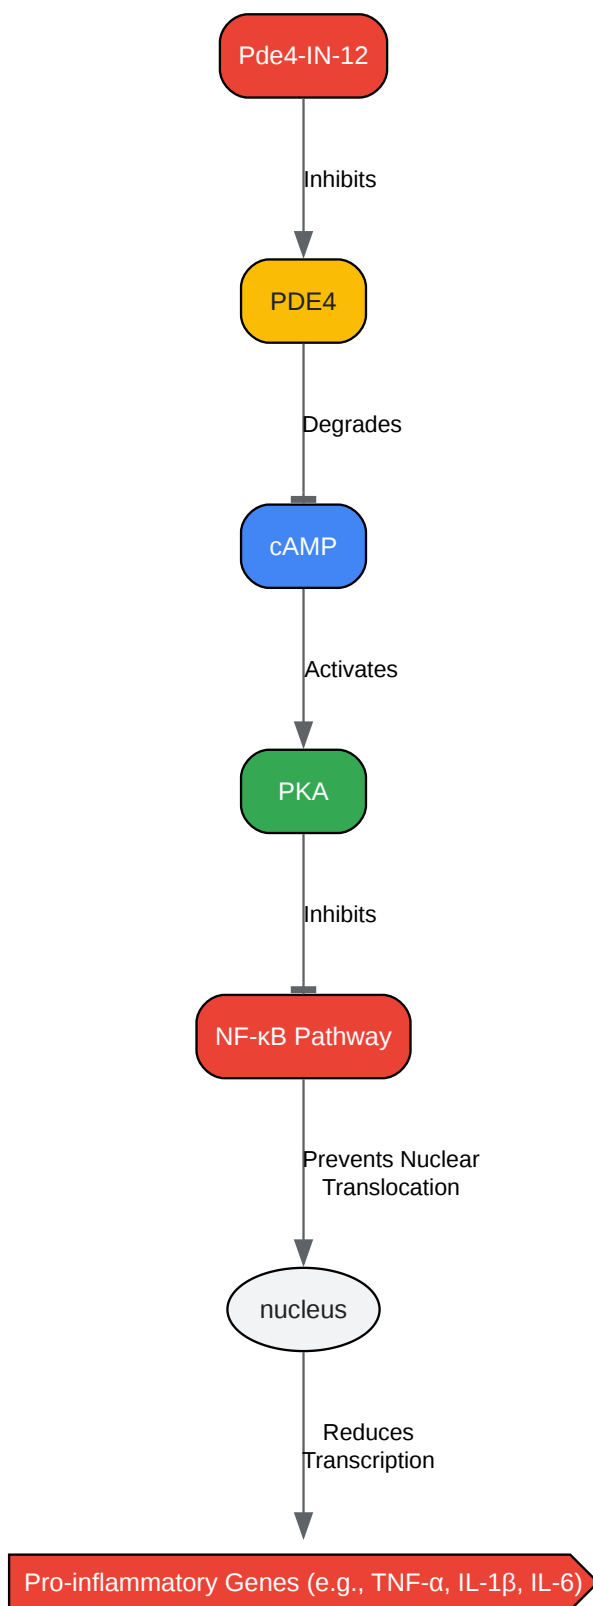 Pde4-IN-12
Inhibits
PDE4
Degrades
cAMP
Activates
PKA
Inhibits
NF-κB Pathway
Prevents Nuclear
Translocation
nucleus
Reduces
Transcription
Pro-inflammatory Genes (e.g., TNF-α, IL-1β, IL-6)